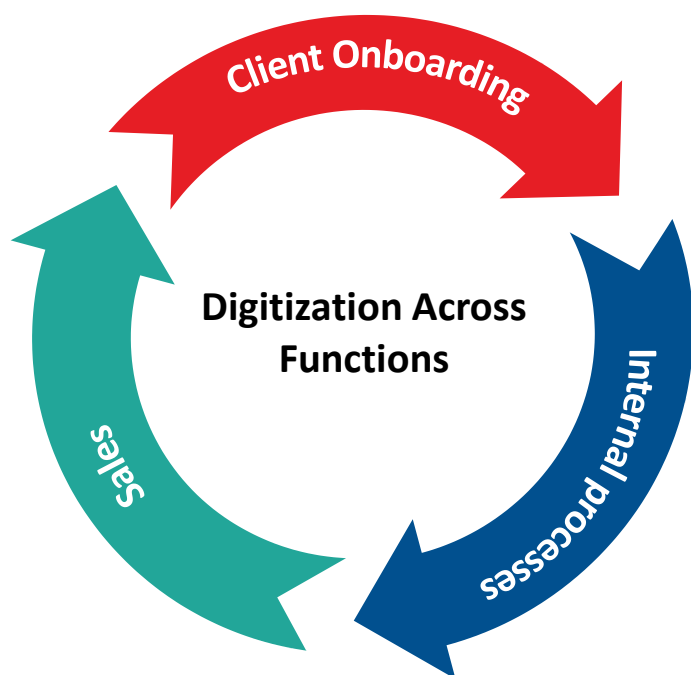 Client Onboarding
Digitization Across
Functions
Internal processes
Sales